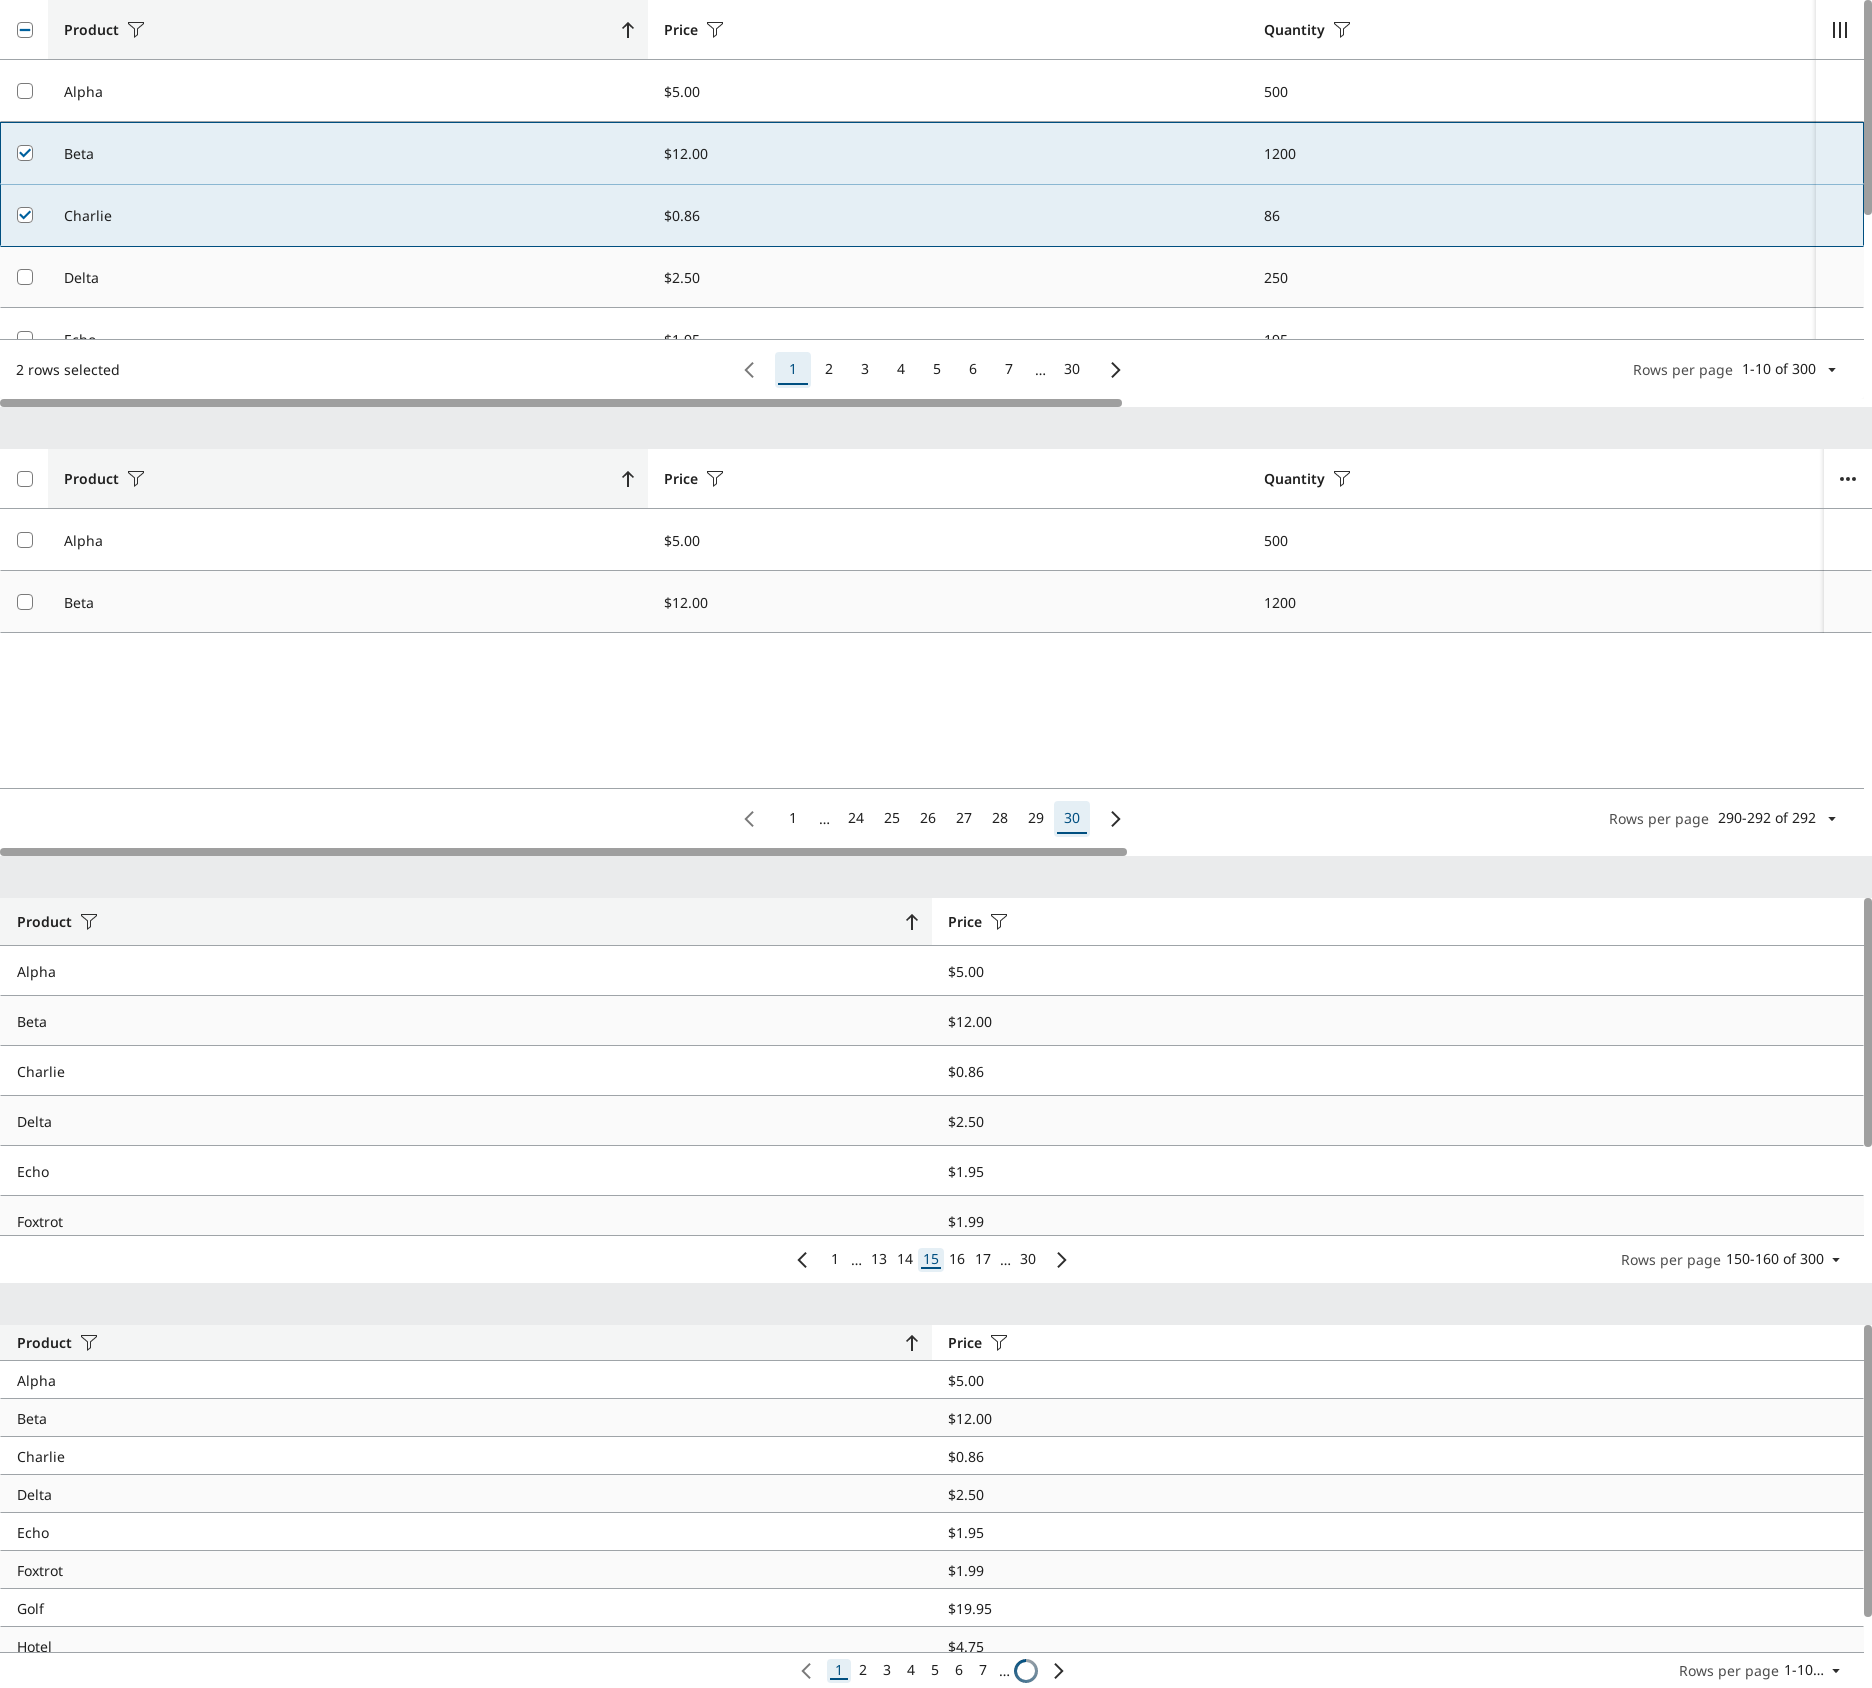 Product Price Quantity
Alpha $5.00 500
Beta $12.00 1200
Charlie $0.86 86
Delta $2.50 250
Echo $1.95 195
2 rows selected 1 2 3 4 5 6 7 ... 30 Rows per page 1-10 of 300
Product Price Quantity
Alpha $5.00 500
Beta $12.00 1200
1 ... 24 25 26 27 28 29 30 Rows per page 290-292 of 292
Product Price
Alpha $5.00
Beta $12.00
Charlie $0.86
Delta $2.50
Echo $1.95
Foxtrot $1.99
1 ... 13 14 15 16 17 ... 30 Rows per page 150-160 of 300
Product Price
Alpha $5.00
Beta $12.00
Charlie $0.86
Delta $2.50
Echo $1.95
Foxtrot $1.99
Golf $19.95
Hotel $4.75
1 2 3 4 5 6 7 ... Rows per page 1-10...